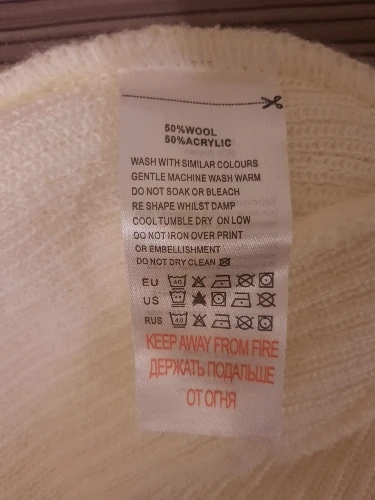 50%WOOL
50%ACRYLIC
WASH WITH SIMILAR COLOURS
GENTLE MACHINE WASH WARM
DO NOT SOAK OR BLEACH
RE SHAPE WHILST DAMP
COOL TUMBLE DRY ON LOW
DO NOT IRON OVER PRINT
OR EMBELLISHMENT
DO NOT DRY CLEAN
EU 40
US
RUS 40
KEEP AWAY FROM FIRE
ДЕРЖАТЬ ПОДАЛЬШЕ
ОТ ОГНЯ